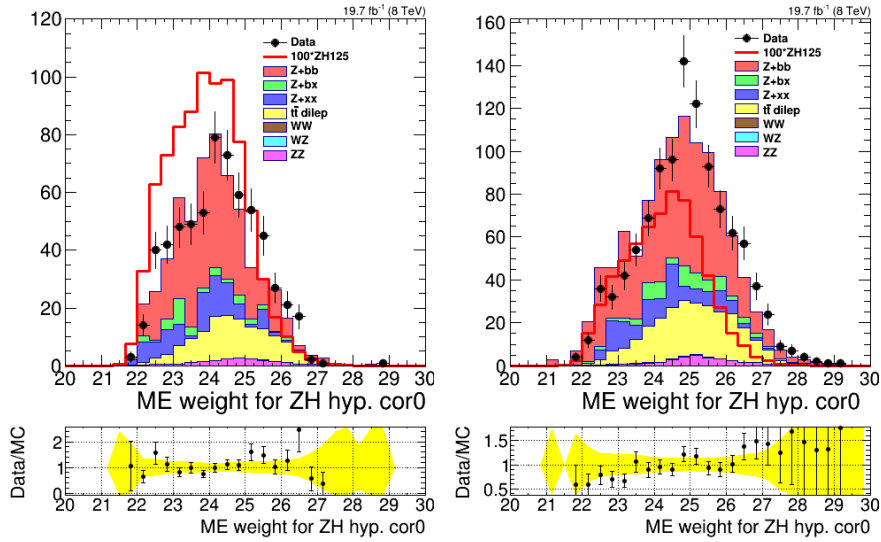 19.7 fb⁻¹ (8 TeV)
120
100
80
60
40
20
0
Data
100*ZH125
Z+bb
Z+bx
Z+xx
tt̄ dilep
WW
WZ
ZZ
20 21 22 23 24 25 26 27 28 29 30
ME weight for ZH hyp. cor0
Data/MC
2
1
0
20 21 22 23 24 25 26 27 28 29 30
ME weight for ZH hyp. cor0
19.7 fb⁻¹ (8 TeV)
160
140
120
100
80
60
40
20
0
Data
100*ZH125
Z+bb
Z+bx
Z+xx
tt̄ dilep
WW
WZ
ZZ
20 21 22 23 24 25 26 27 28 29 30
ME weight for ZH hyp. cor0
Data/MC
1.5
1
0.5
20 21 22 23 24 25 26 27 28 29 30
ME weight for ZH hyp. cor0